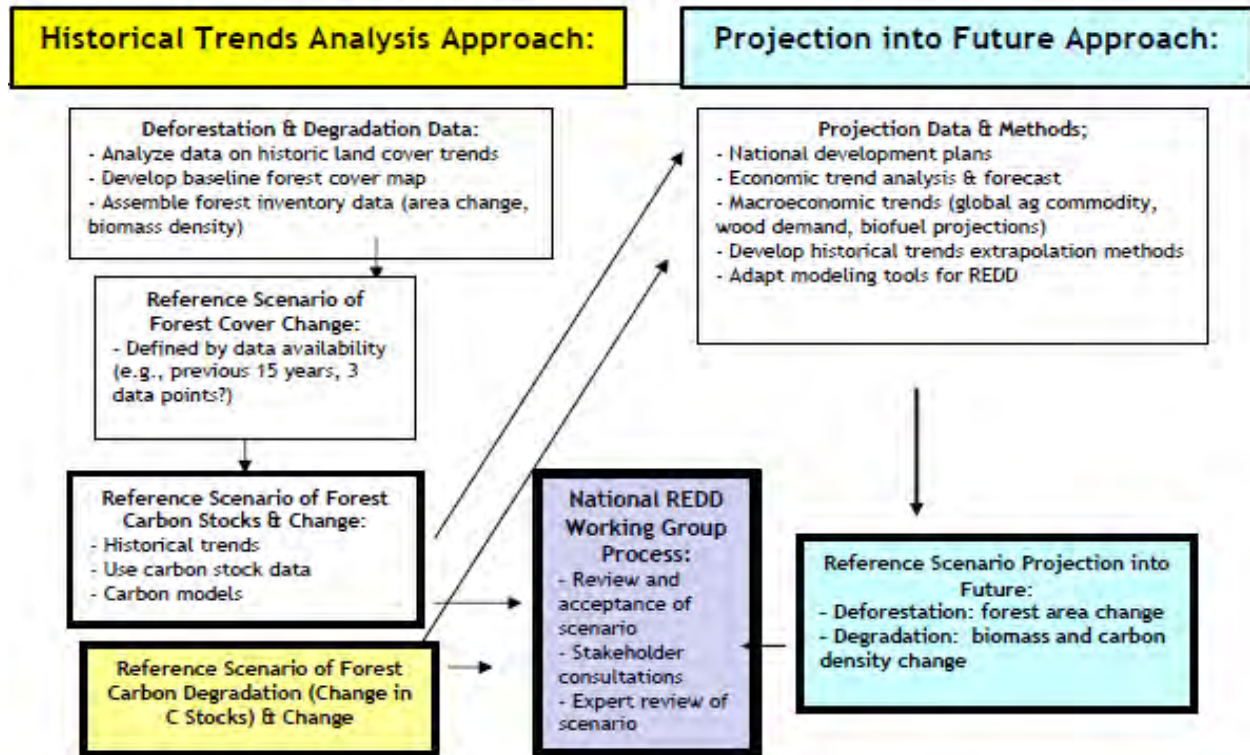 Historical Trends Analysis Approach:
Projection into Future Approach:
Deforestation & Degradation Data:
- Analyze data on historic land cover trends
- Develop baseline forest cover map
- Assemble forest inventory data (area change,
biomass density)
Reference Scenario of
Forest Cover Change:
- Defined by data availability
(e.g., previous 15 years, 3
data points?)
Reference Scenario of Forest
Carbon Stocks & Change:
- Historical trends
- Use carbon stock data
- Carbon models
Reference Scenario of Forest
Carbon Degradation (Change in
C Stocks) & Change
National REDD
Working Group
Process:
- Review and
acceptance of
scenario
- Stakeholder
consultations
- Expert review of
scenario
Projection Data & Methods;
- National development plans
- Economic trend analysis & forecast
- Macroeconomic trends (global ag commodity,
wood demand, biofuel projections)
- Develop historical trends extrapolation methods
- Adapt modeling tools for REDD
Reference Scenario Projection into
Future:
- Deforestation: forest area change
- Degradation: biomass and carbon
density change